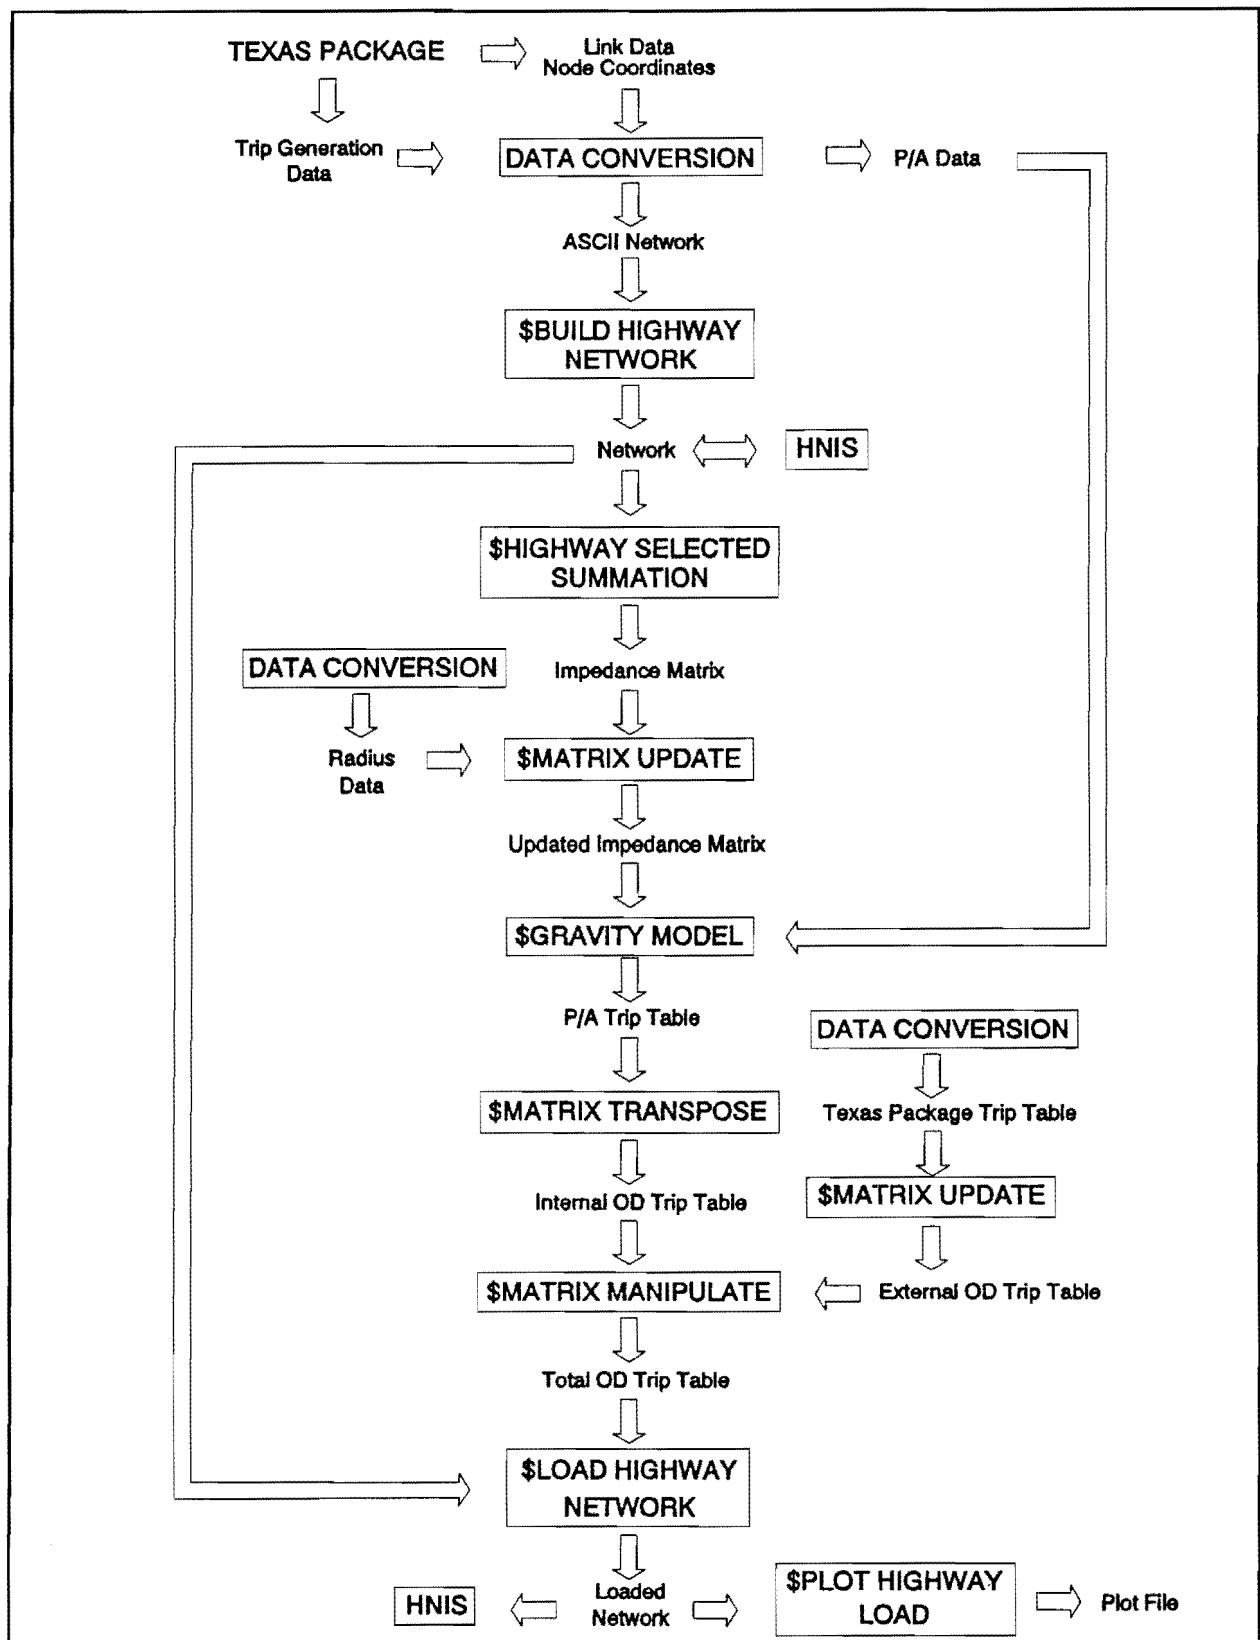 TEXAS PACKAGE
Link Data
Node Coordinates
Trip Generation
Data
DATA CONVERSION
P/A Data
ASCII Network
$BUILD HIGHWAY
NETWORK
Network
HNIS
$HIGHWAY SELECTED
SUMMATION
DATA CONVERSION
Impedance Matrix
Radius
Data
$MATRIX UPDATE
Updated Impedance Matrix
$GRAVITY MODEL
P/A Trip Table
DATA CONVERSION
$MATRIX TRANSPOSE
Texas Package Trip Table
Internal OD Trip Table
$MATRIX UPDATE
$MATRIX MANIPULATE
External OD Trip Table
Total OD Trip Table
$LOAD HIGHWAY
NETWORK
HNIS
Loaded
Network
$PLOT HIGHWAY
LOAD
Plot File